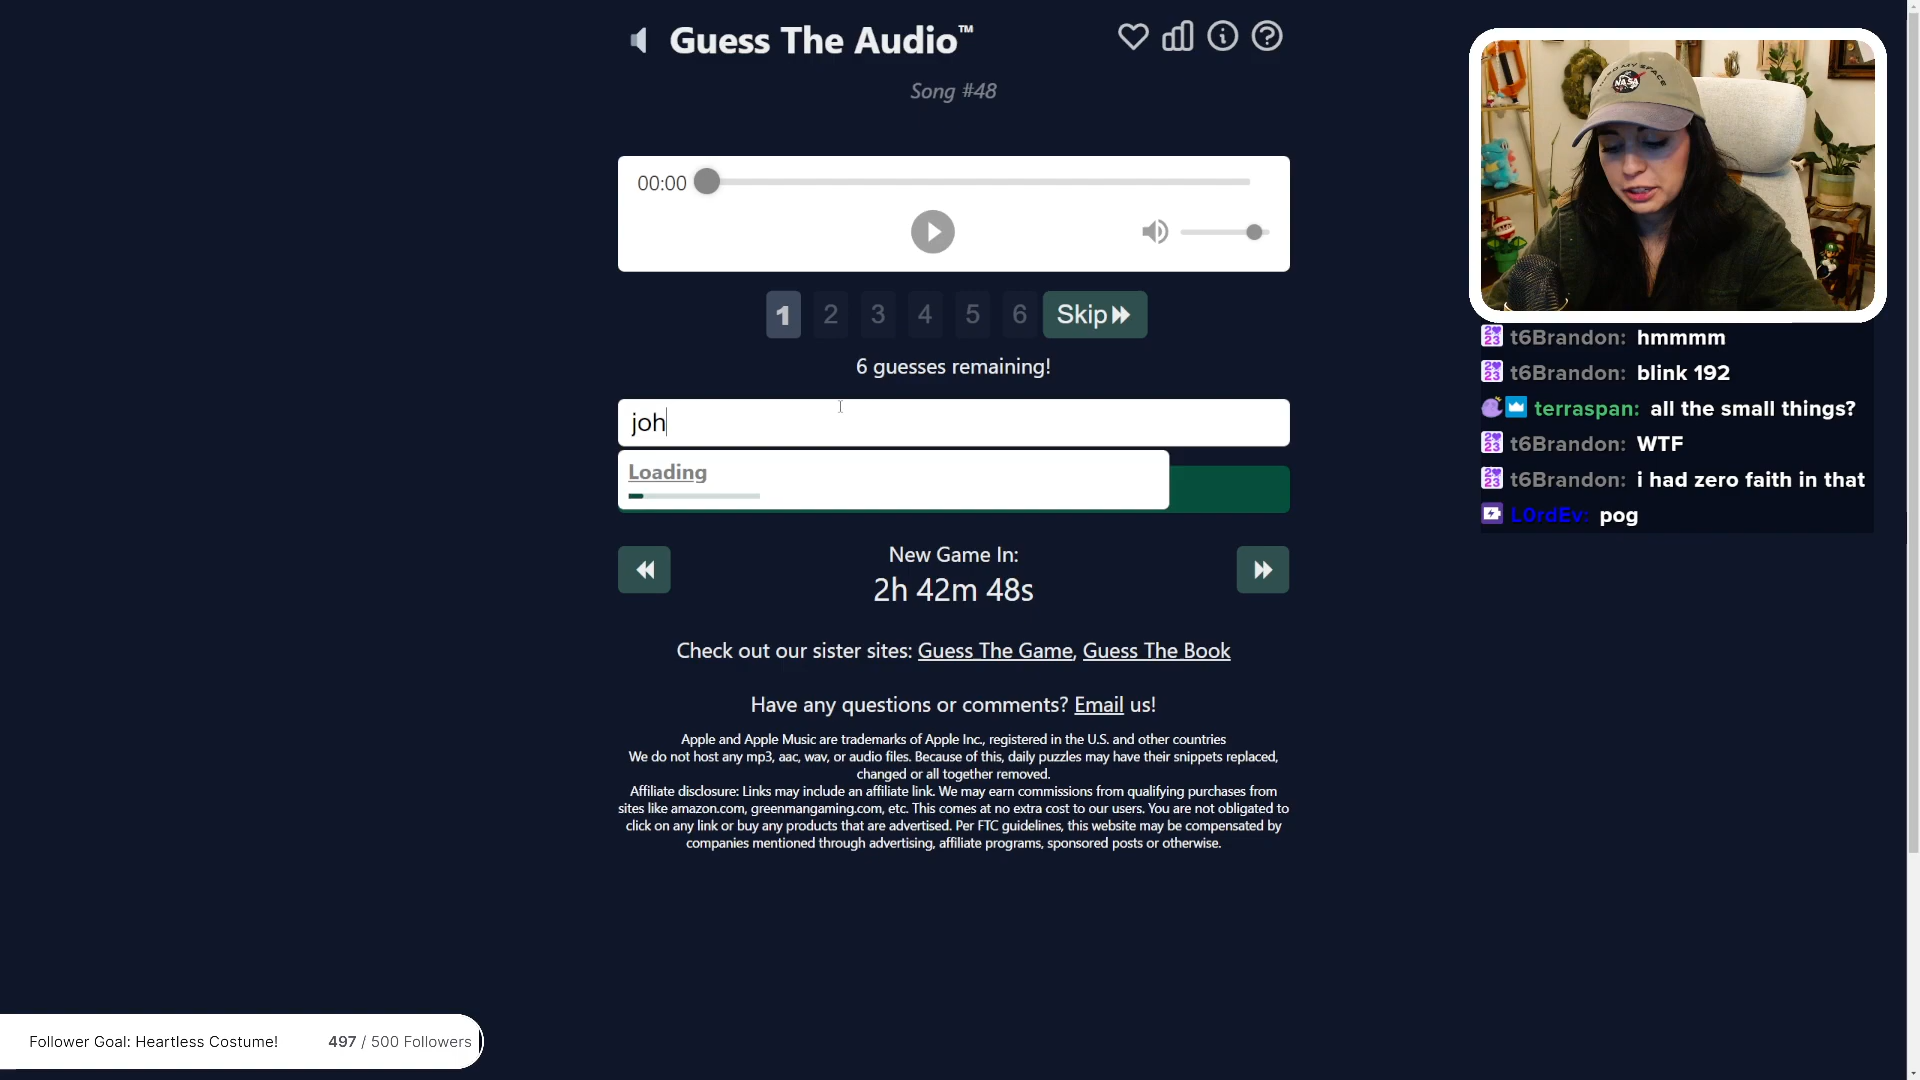 Guess The Audio™
Song #48
00:00
1 2 3 4 5 6 Skip
6 guesses remaining!
joh
Loading
New Game In:
2h 42m 48s
Check out our sister sites: Guess The Game, Guess The Book
Have any questions or comments? Email us!
Apple and Apple Music are trademarks of Apple Inc., registered in the U.S. and other countries
We do not host any mp3, aac, wav, or audio files. Because of this, daily puzzles may have their snippets replaced,
changed or all together removed.
Affiliate disclosure: Links may include an affiliate link. We may earn commissions from qualifying purchases from
sites like amazon.com, greenmangaming.com, etc. This comes at no extra cost to our users. You are not obligated to
click on any link or buy any products that are advertised. Per FTC guidelines, this website may be compensated by
companies mentioned through advertising, affiliate programs, sponsored posts or otherwise.
NASA
t6Brandon: hmmmm
t6Brandon: blink 192
terraspan: all the small things?
t6Brandon: WTF
t6Brandon: i had zero faith in that
L0rdEv: pog
Follower Goal: Heartless Costume! 497 / 500 Followers